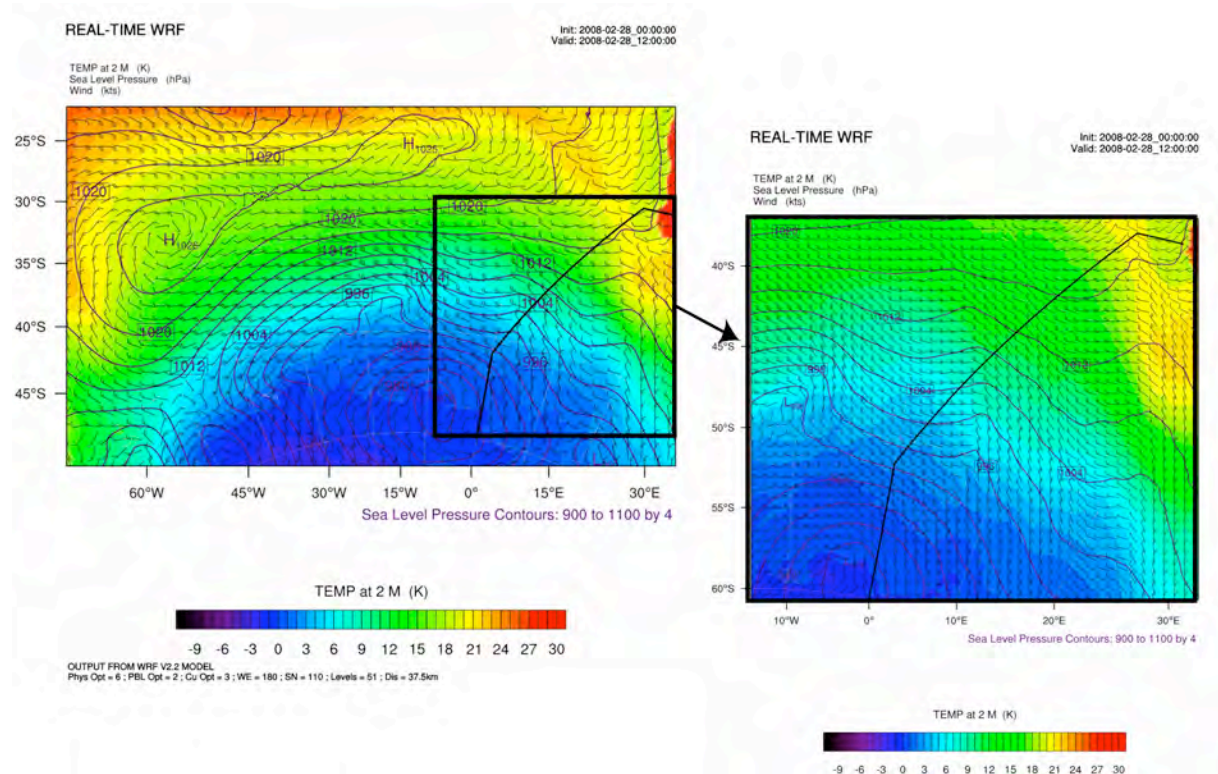 REAL-TIME WRF
Init: 2008-02-28_00:00:00
Valid: 2008-02-28_12:00:00
TEMP at 2 M (K)
Sea Level Pressure (hPa)
Wind (kts)
25°S
30°S
35°S
40°S
45°S
1020
H1025
1020
1020
1020
H1026
1012
1012
1004
1004
996
1020
1004
1012
996
60°W 45°W 30°W 15°W 0° 15°E 30°E
Sea Level Pressure Contours: 900 to 1100 by 4
TEMP at 2 M (K)
-9 -6 -3 0 3 6 9 12 15 18 21 24 27 30
OUTPUT FROM WRF V2.2 MODEL
Phys Opt = 6 ; PBL Opt = 2 ; Cu Opt = 3 ; WE = 180 ; SN = 110 ; Levels = 51 ; Dis = 37.5km
REAL-TIME WRF
Init: 2008-02-28_00:00:00
Valid: 2008-02-28_12:00:00
TEMP at 2 M (K)
Sea Level Pressure (hPa)
Wind (kts)
40°S
45°S
50°S
55°S
60°S
1020
1012
1012
996
1004
996
1004
10°W 0° 10°E 20°E 30°E
Sea Level Pressure Contours: 900 to 1100 by 4
TEMP at 2 M (K)
-9 -6 -3 0 3 6 9 12 15 18 21 24 27 30